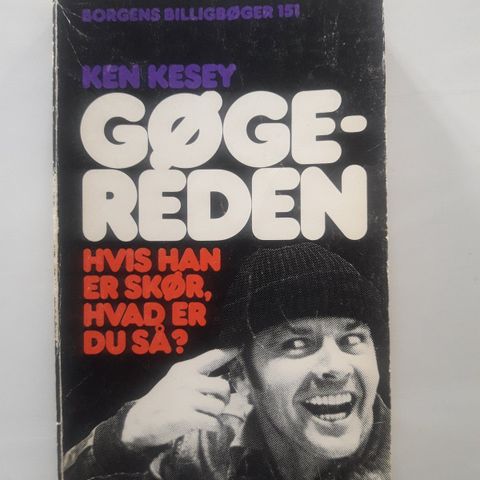 BORGENS BILLIGBØGER 151
KEN KESEY
GØGE-
REDEN
HVIS HAN
ER SKØR,
HVAD ER
DU SÅ?